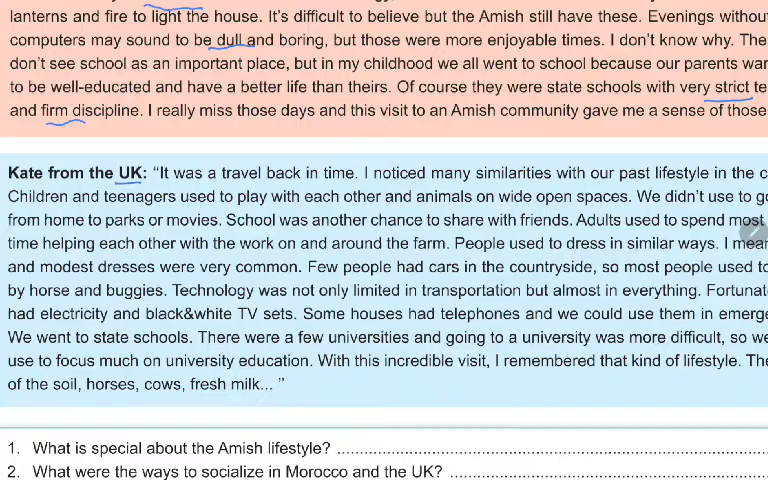 lanterns and fire to light the house. It's difficult to believe but the Amish still have these. Evenings withou
computers may sound to be dull and boring, but those were more enjoyable times. I don't know why. The
don't see school as an important place, but in my childhood we all went to school because our parents wan
to be well-educated and have a better life than theirs. Of course they were state schools with very strict te
and firm discipline. I really miss those days and this visit to an Amish community gave me a sense of those
Kate from the UK: “It was a travel back in time. I noticed many similarities with our past lifestyle in the c
Children and teenagers used to play with each other and animals on wide open spaces. We didn't use to go
from home to parks or movies. School was another chance to share with friends. Adults used to spend most
time helping each other with the work on and around the farm. People used to dress in similar ways. I mean
and modest dresses were very common. Few people had cars in the countryside, so most people used to
by horse and buggies. Technology was not only limited in transportation but almost in everything. Fortunat
had electricity and black&white TV sets. Some houses had telephones and we could use them in emerge
We went to state schools. There were a few universities and going to a university was more difficult, so we
use to focus much on university education. With this incredible visit, I remembered that kind of lifestyle. The
of the soil, horses, cows, fresh milk... ”
1. What is special about the Amish lifestyle? ........................................................
2. What were the ways to socialize in Morocco and the UK? ........................................................